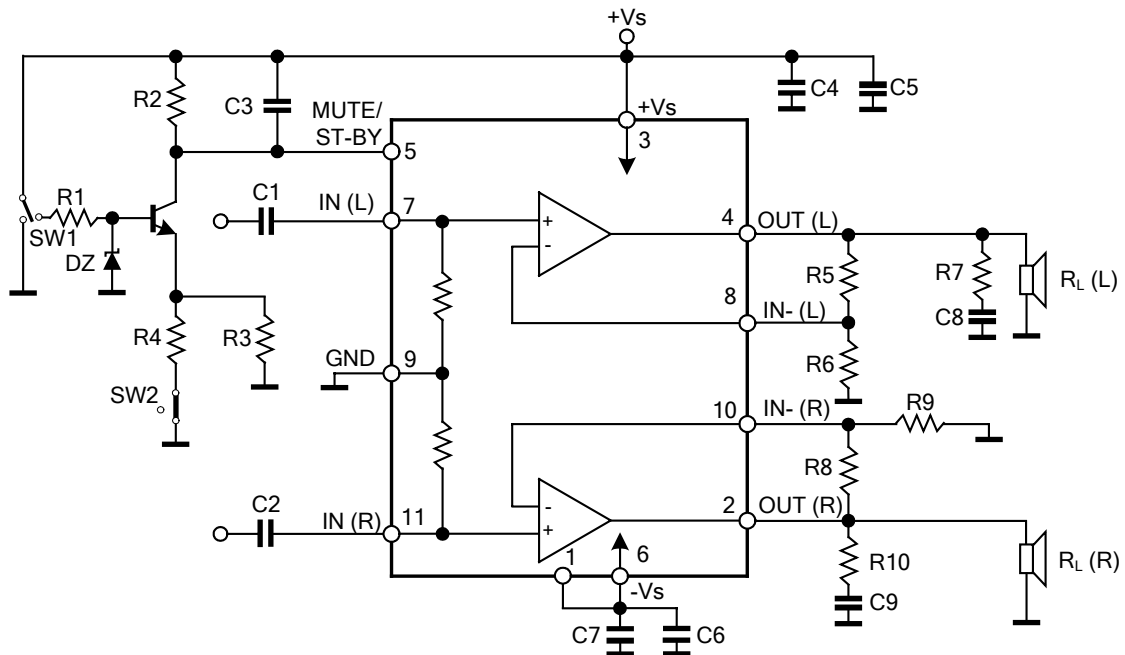 +Vs
R2
C3
C4
C5
MUTE/
ST-BY
+Vs
5
3
R1
SW1
DZ
C1
IN (L)
7
+
-
4
OUT (L)
R5
R7
C8
RL (L)
8
IN- (L)
R4
R3
GND
9
R6
SW2
10
IN- (R)
R9
R8
C2
IN (R)
11
-
+
2
OUT (R)
1
6
-Vs
R10
C9
RL (R)
C7
C6